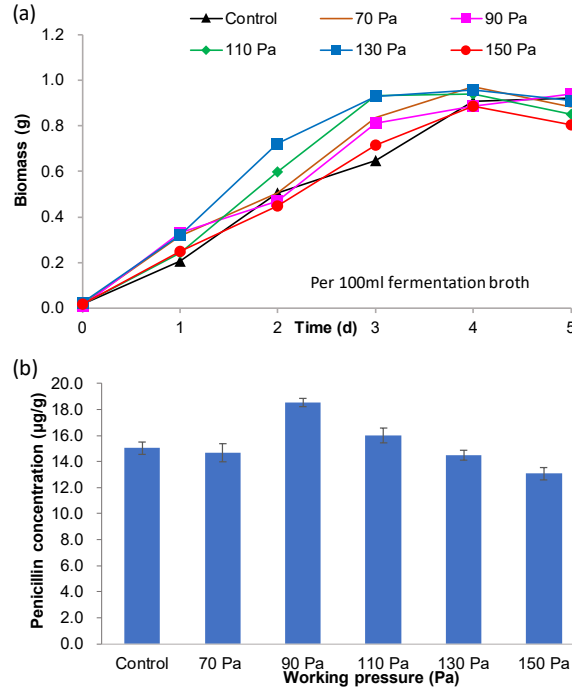 (a)
Control 70 Pa 90 Pa
110 Pa 130 Pa 150 Pa
Biomass (g)
1.2
1.0
0.8
0.6
0.4
0.2
0.0
Per 100ml fermentation broth
0 1 2 3 4 5
Time (d)
(b)
Penicillin concentration (µg/g)
20.0
18.0
16.0
14.0
12.0
10.0
8.0
6.0
4.0
2.0
0.0
Control 70 Pa 90 Pa 110 Pa 130 Pa 150 Pa
Working pressure (Pa)